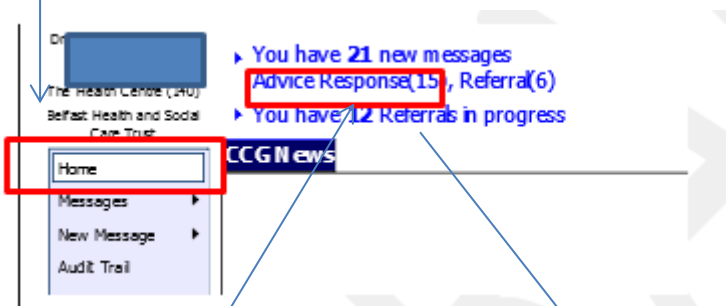 You have 21 new messages
Advice Response(15), Referral(6)
The Health Centre (140)
Belfast Health and Social
Care Trust
You have 12 Referrals in progress
CCG News
Home
Messages
New Message
Audit Trail